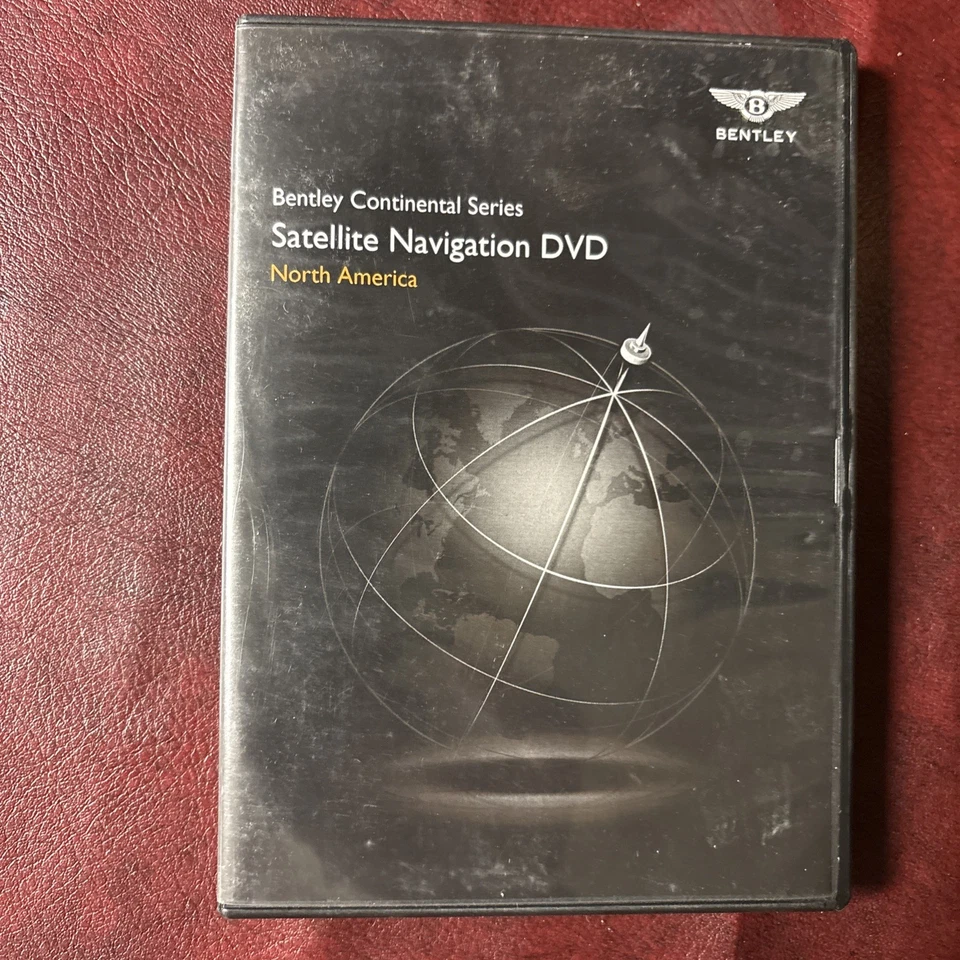 B
BENTLEY
Bentley Continental Series
Satellite Navigation DVD
North America